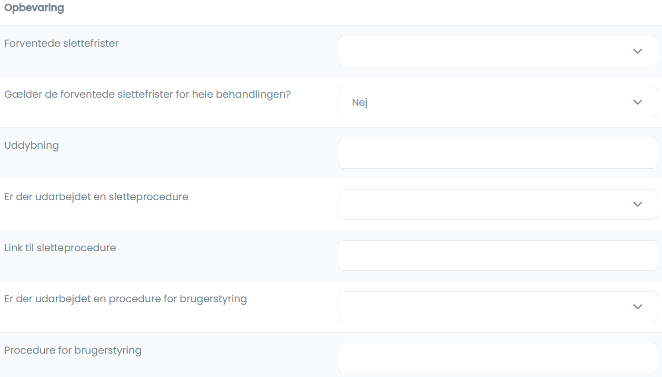 Opbevaring
Forventede slettefrister
Gælder de forventede slettefrister for hele behandlingen?
Nej
Uddybning
Er der udarbejdet en sletteprocedure
Link til sletteprocedure
Er der udarbejdet en procedure for brugerstyring
Procedure for brugerstyring